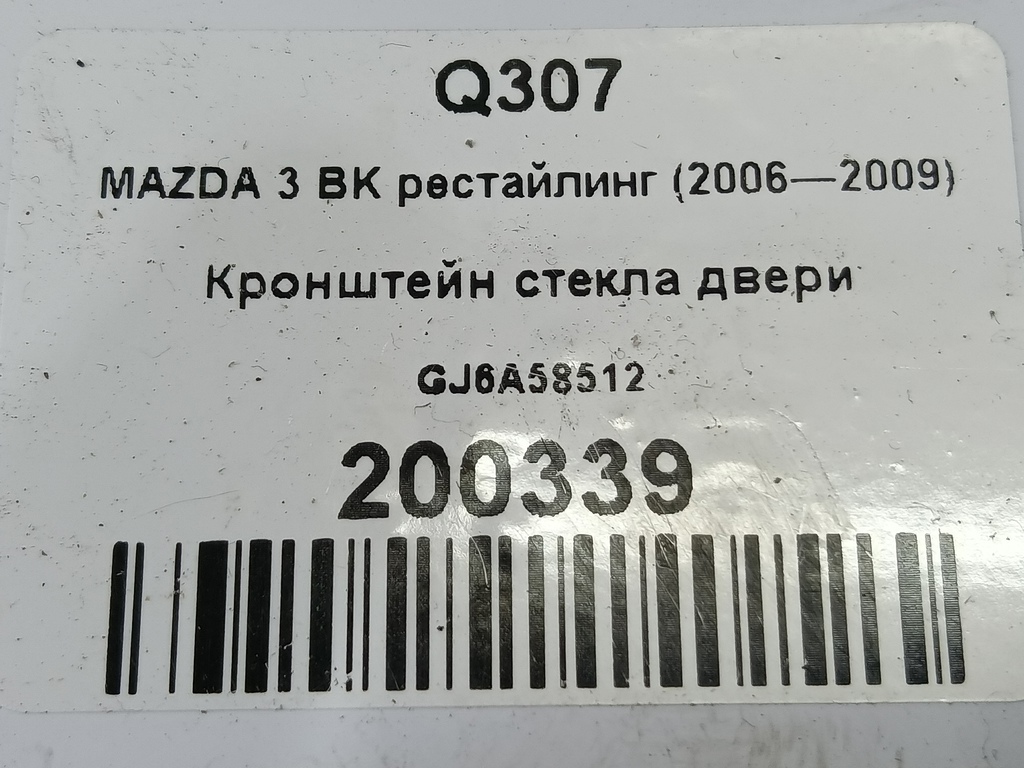 Q307
MAZDA 3 BK рестайлинг (2006—2009)
Кронштейн стекла двери
GJ6A58512
200339